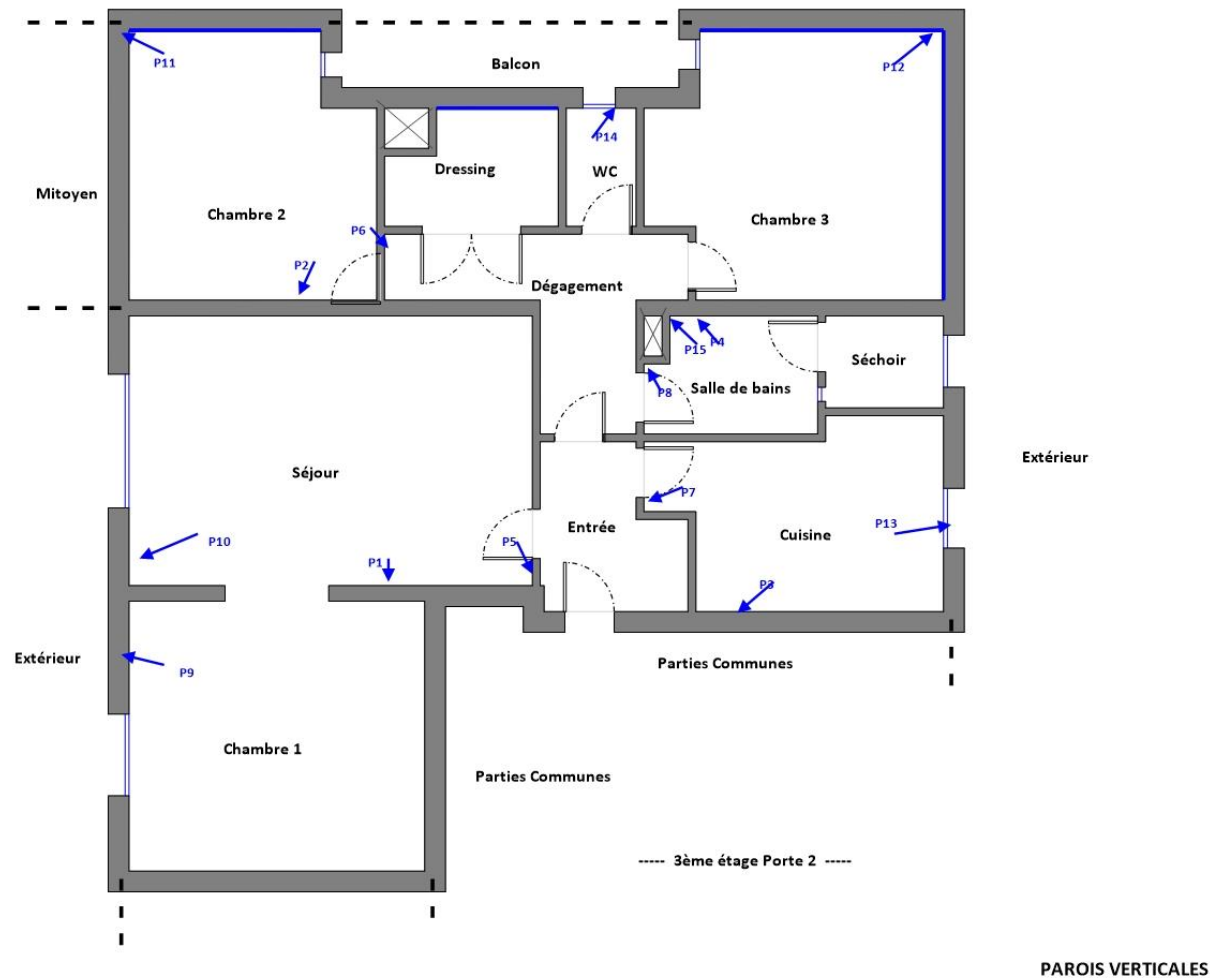 P11
Balcon
P12
P14
Dressing
WC
Mitoyen
Chambre 2
Chambre 3
P6
P2
Dégagement
P15
P4
Séchoir
P8
Salle de bains
Extérieur
Séjour
P7
P10
P5
Entrée
P13
Cuisine
P1
P3
Extérieur
P9
Parties Communes
Chambre 1
Parties Communes
----- 3ème étage Porte 2 -----
PAROIS VERTICALES